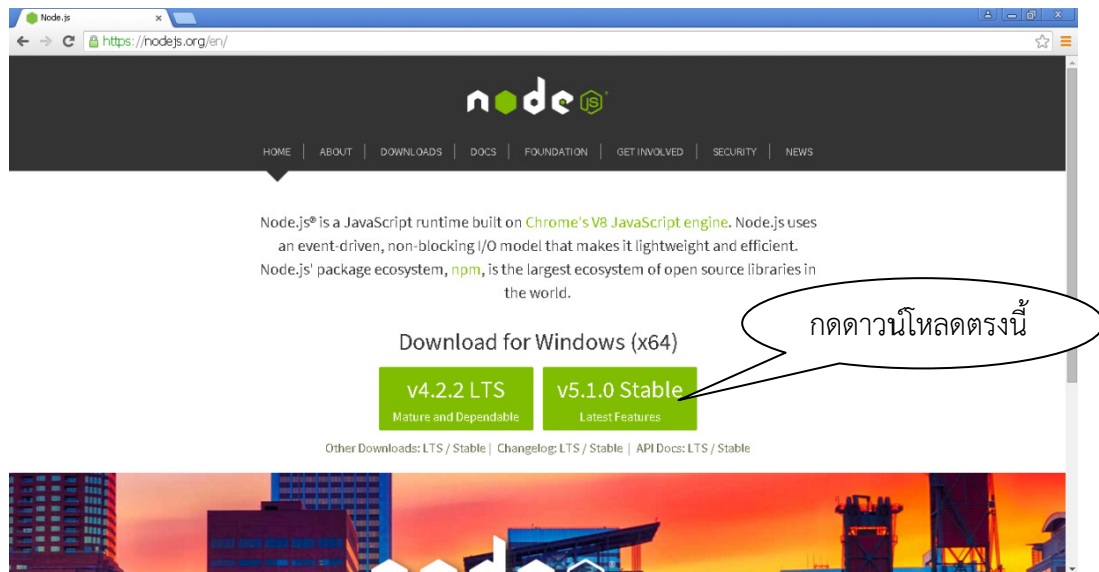 Node.js
https://nodejs.org/en/
node JS
HOME | ABOUT | DOWNLOADS | DOCS | FOUNDATION | GET INVOLVED | SECURITY | NEWS
Node.js® is a JavaScript runtime built on Chrome's V8 JavaScript engine. Node.js uses
an event-driven, non-blocking I/O model that makes it lightweight and efficient.
Node.js' package ecosystem, npm, is the largest ecosystem of open source libraries in
the world.
กดดาวน์โหลดตรงนี้
Download for Windows (x64)
v4.2.2 LTS
Mature and Dependable
v5.1.0 Stable
Latest Features
Other Downloads: LTS / Stable | Changelog: LTS / Stable | API Docs: LTS / Stable